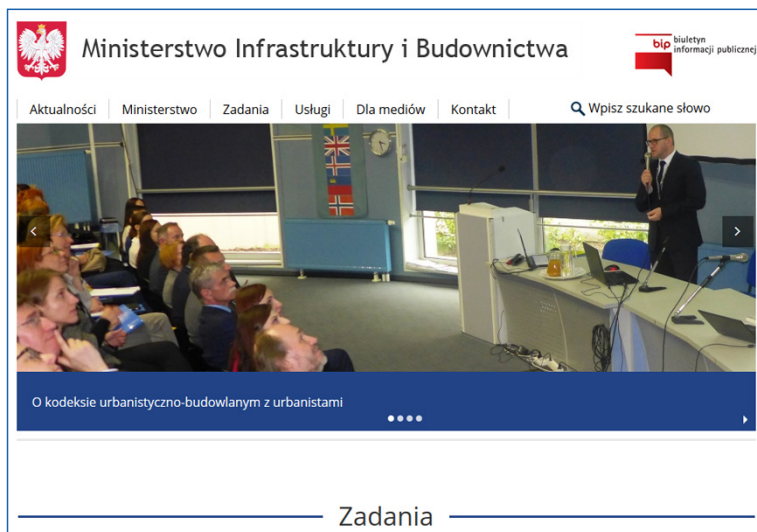 Ministerstwo Infrastruktury i Budownictwa
bip biuletyn
informacji publicznej
Aktualności Ministerstwo Zadania Usługi Dla mediów Kontakt Wpisz szukane słowo
O kodeksie urbanistyczno-budowlanym z urbanistami
Zadania